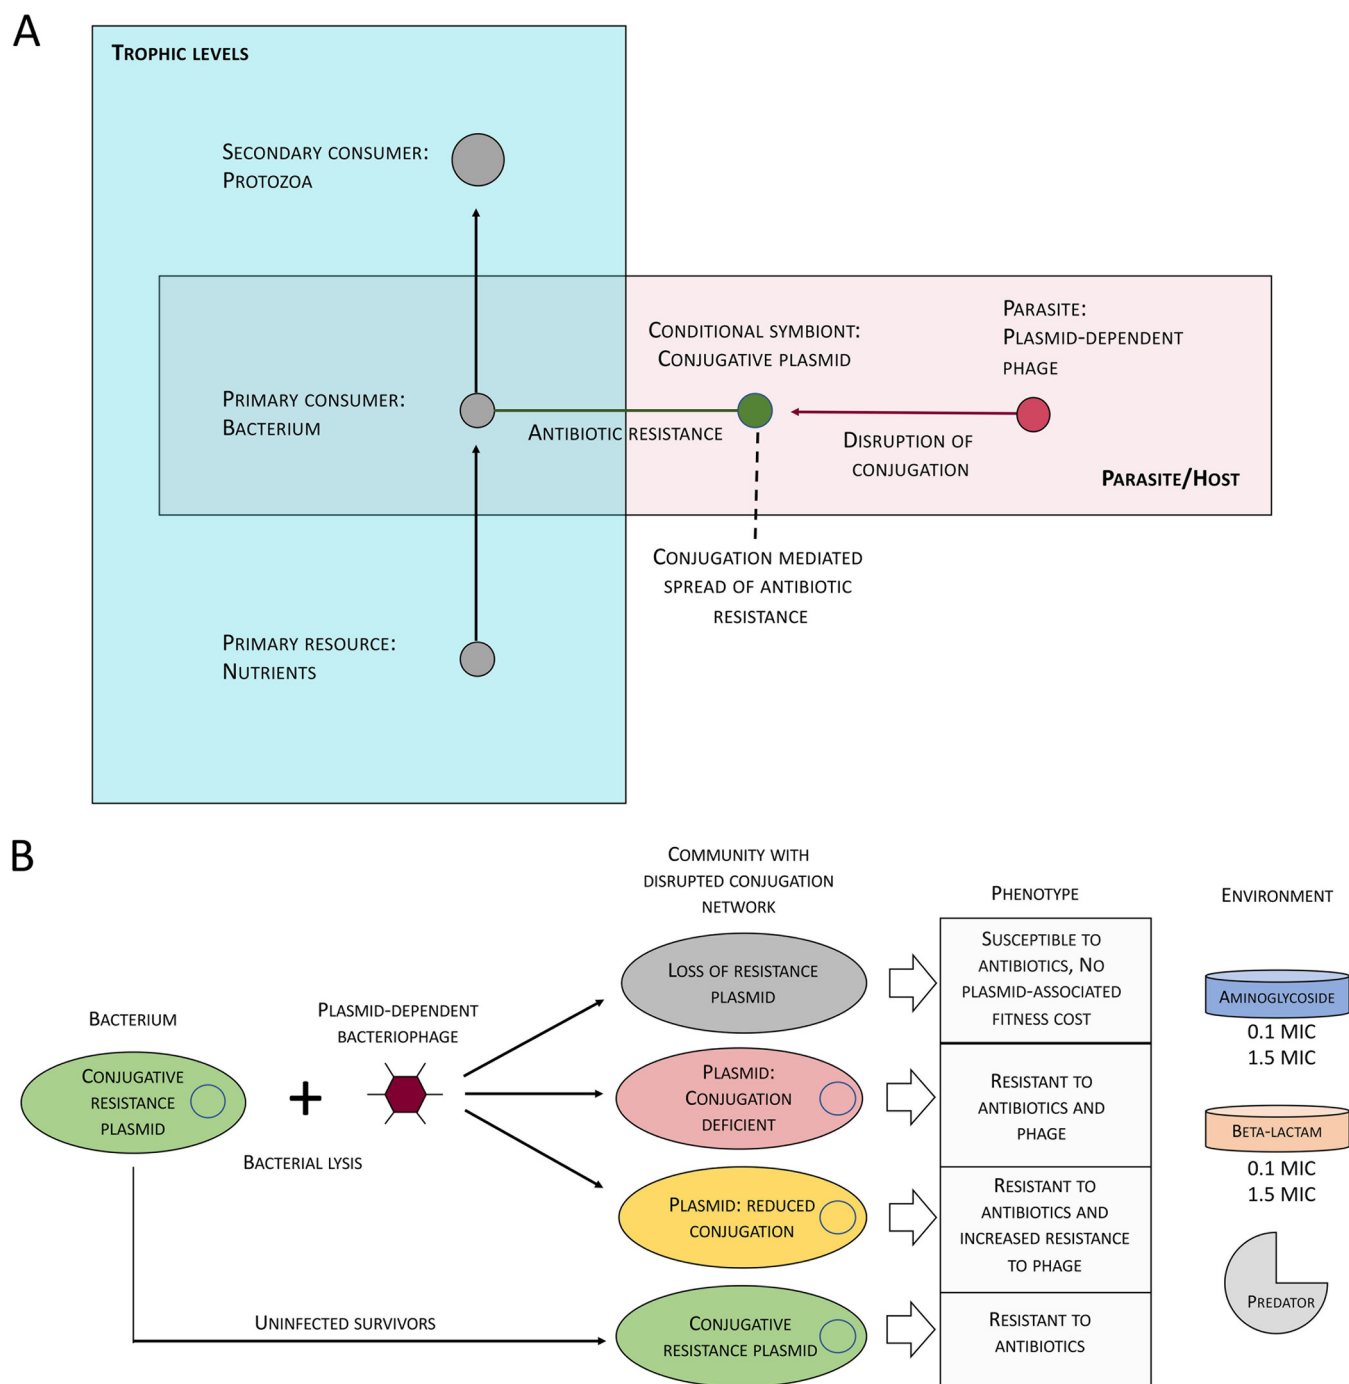 A
Trophic levels
Secondary consumer:
Protozoa
Parasite:
Plasmid-dependent
phage
Conditional symbiont:
Conjugative plasmid
Primary consumer:
Bacterium
Antibiotic resistance
Disruption of
conjugation
Parasite/Host
Conjugation mediated
spread of antibiotic
resistance
Primary resource:
Nutrients
B
Community with
disrupted conjugation
network
Phenotype
Environment
Bacterium
Conjugative
resistance
plasmid
+
Bacterial lysis
Plasmid-dependent
bacteriophage
Loss of resistance
plasmid
Susceptible to
antibiotics, No
plasmid-associated
fitness cost
Plasmid:
Conjugation
deficient
Resistant to
antibiotics and
phage
Plasmid: reduced
conjugation
Resistant to
antibiotics and
increased resistance
to phage
Uninfected survivors
Conjugative
resistance plasmid
Resistant to
antibiotics
Aminoglycoside
0.1 MIC
1.5 MIC
Beta-lactam
0.1 MIC
1.5 MIC
Predator